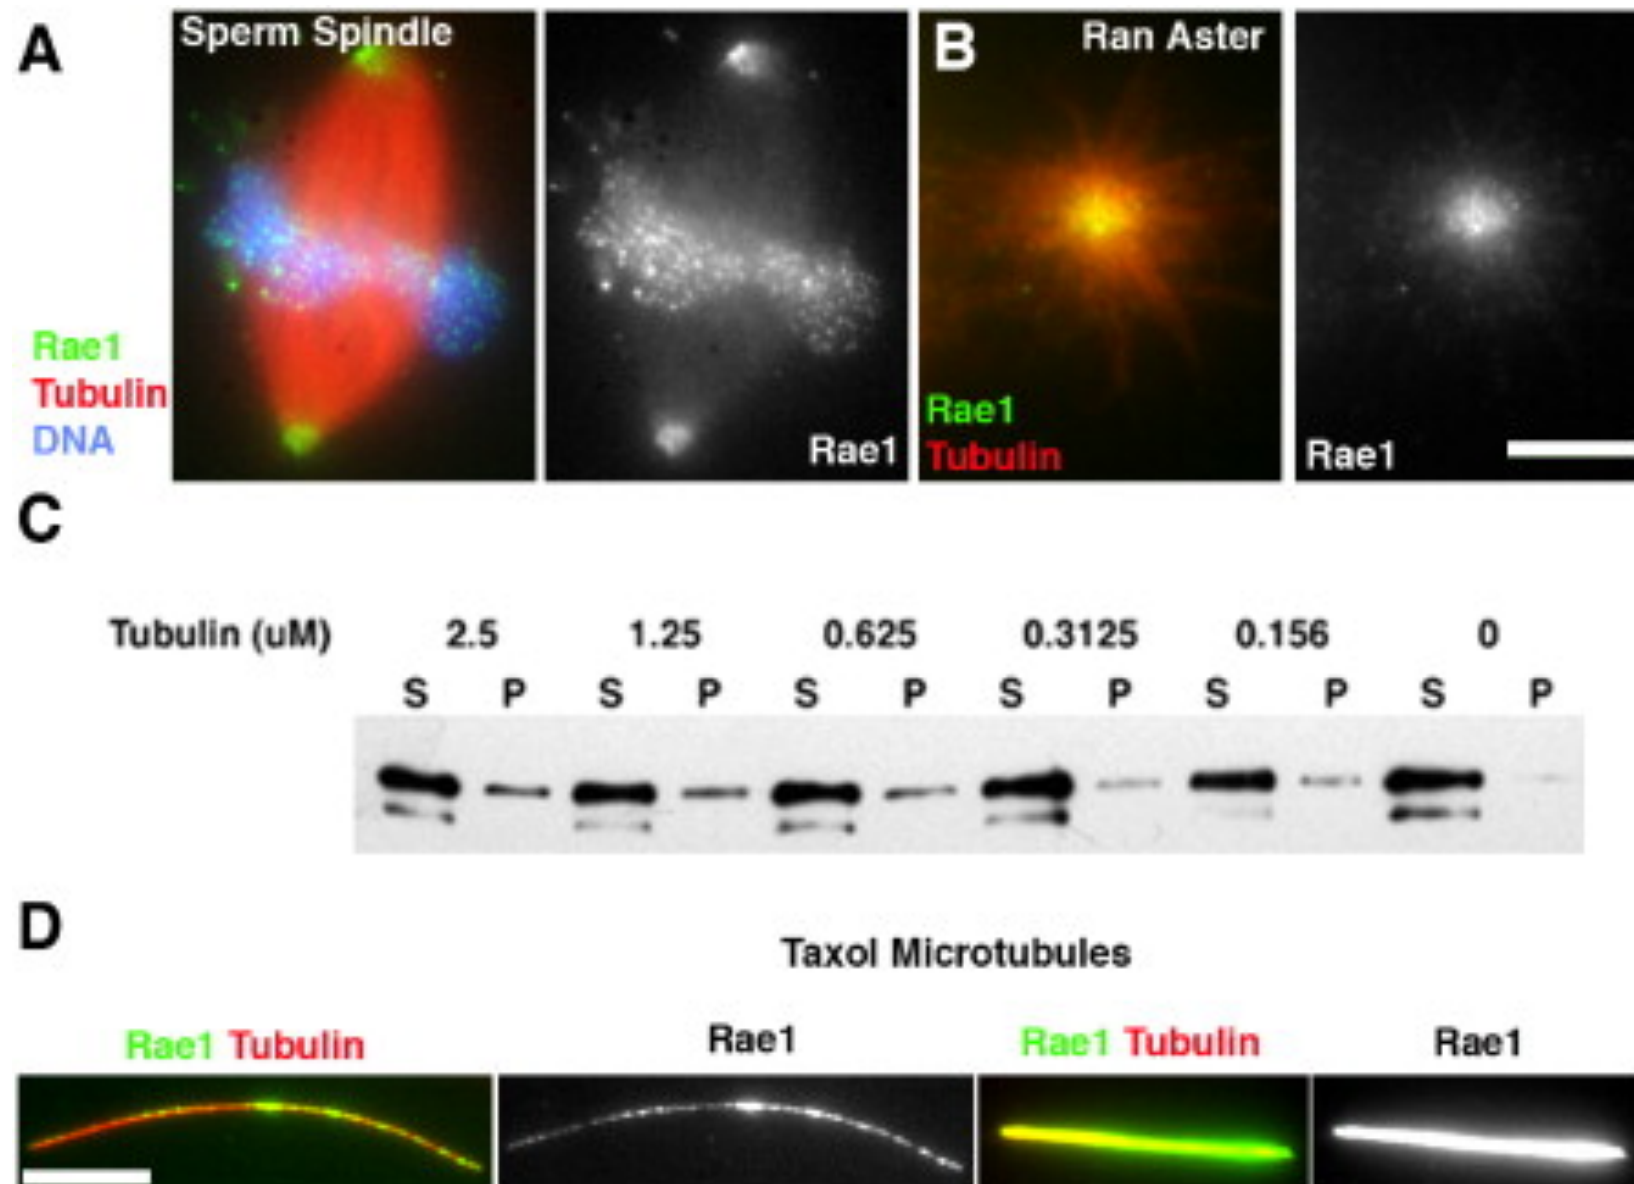 A
Sperm Spindle
Rae1
Tubulin
DNA
Rae1
B
Ran Aster
Rae1
Tubulin
Rae1
C
Tubulin (uM) 2.5 1.25 0.625 0.3125 0.156 0
S P S P S P S P S P S P
D
Taxol Microtubules
Rae1 Tubulin Rae1 Rae1 Tubulin Rae1